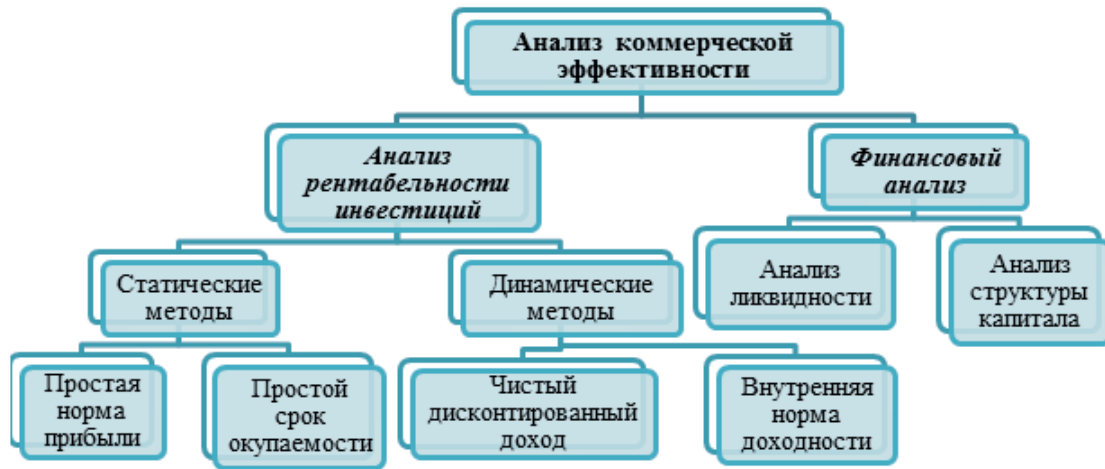 Анализ коммерческой
эффективности
Анализ
рентабельности
инвестиций
Финансовый
анализ
Статические
методы
Динамические
методы
Анализ
ликвидности
Анализ
структуры
капитала
Простая
норма
прибыли
Простой
срок
окупаемости
Чистый
дисконтированный
доход
Внутренняя
норма
доходности